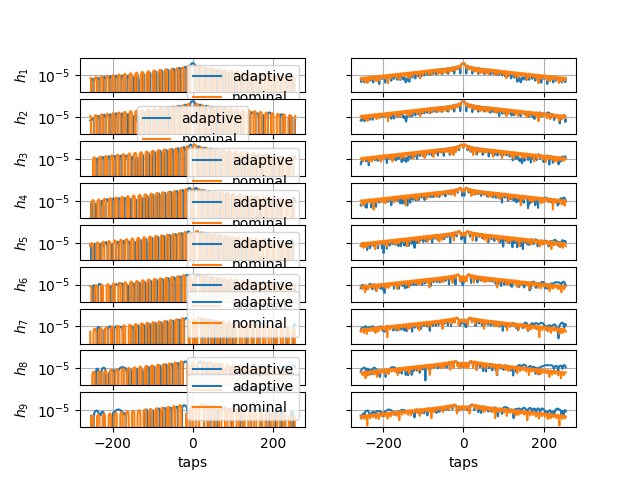 h₁ 10⁻⁵ adaptive
nominal
h₂ 10⁻⁵ adaptive
nominal
h₃ 10⁻⁵ adaptive
nominal
h₄ 10⁻⁵ adaptive
nominal
h₅ 10⁻⁵ adaptive
nominal
h₆ 10⁻⁵ adaptive
adaptive
h₇ 10⁻⁵ nominal
h₈ 10⁻⁵ adaptive
adaptive
h₉ 10⁻⁵ nominal
−200 0 200 −200 0 200
taps taps